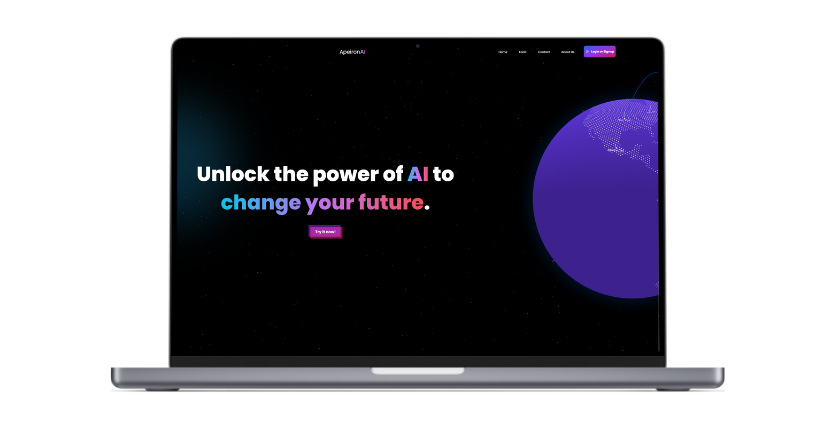 ApeironAI
Home
Contact
About Us
Login or Signup
Unlock the power of AI to
change your future.
Try it now!